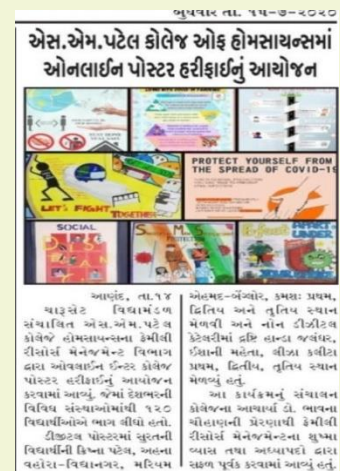 બુધવાર તા. ૧૫-૭-૨૦૨૦
એસ.એમ.પટેલ કોલેજ ઓફ હોમસાયન્સમાં
ઓનલાઈન પોસ્ટર હરીફાઈનું આયોજન
LET'S FIGHT
TOGETHER
PROTECT YOURSELF FROM
THE SPREAD OF COVID-19
SOCIAL
આણંદ, તા.૧૪
ચારૂસેટ વિદ્યામંડળ
સંચાલિત એસ.એમ.પટેલ
કોલેજ હોમસાયન્સના ફેમીલી
રીસોર્સ મેનેજમેન્ટ વિભાગ
દ્વારા ઓનલાઈન ઈન્ટર કોલેજ
પોસ્ટર હરીફાઈનું આયોજન
કરવામાં આવ્યુ. જેમાં દેશભરની
વિવિધ સંસ્થાઓમાંથી ૧૨૦
વિદ્યાર્થીઓએ ભાગ લીધો હતો.
ડીજીટલ પોસ્ટરમાં સુરતની
વિદ્યાર્થીની ક્રિષ્ના પટેલ, અહના
વહોરા-વિદ્યાનગર, મરિયમ
એહમદ-બેંગ્લોર, ક્રમશઃ પ્રથમ,
દ્વિતિય અને તૃતિય સ્થાન
મેળવી અને નોન ડીઝીટલ
કેટેગરીમાં દ્રષ્ટિ હાન્ડા જલંધર,
ઈશાની મહેતા, લીઝા કલીટા
પ્રથમ, દ્વિતીય, તૃતિય સ્થાન
મેળવ્યુ હતું.
આ કાર્યક્રમનું સંચાલન
કોલેજના આચાર્યા ડો. ભાવના
ચૌહાણની પ્રેરણાથી ફેમીલી
રીસોર્સ મેનેજમેન્ટના સુષ્મા
વ્યાસ તથા અધ્યાપકો દ્વારા
સફળ પૂર્વક કરવામાં આવ્યું હતું.